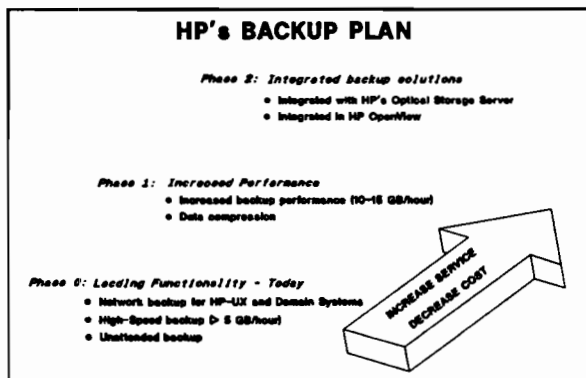 HP's BACKUP PLAN
Phase 2: Integrated backup solutions
• Integrated with HP's Optical Storage Server
• Integrated in HP OpenView
Phase 1: Increased Performance
• Increased backup performance (10-15 GB/hour)
• Data compression
Phase 0: Leading Functionality - Today
• Network backup for HP-UX and Domain Systems
• High-Speed backup (> 5 GB/hour)
• Unattended backup
INCREASE SERVICE
DECREASE COST